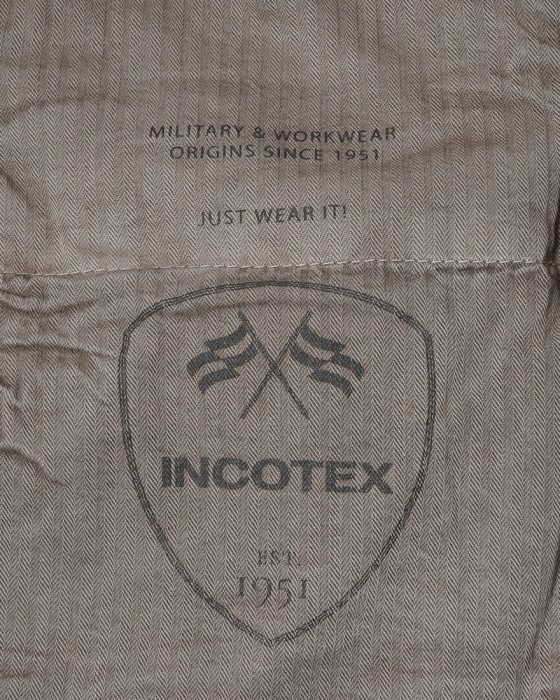 MILITARY & WORKWEAR
ORIGINS SINCE 1951
JUST WEAR IT!
INCOTEX
EST.
1951